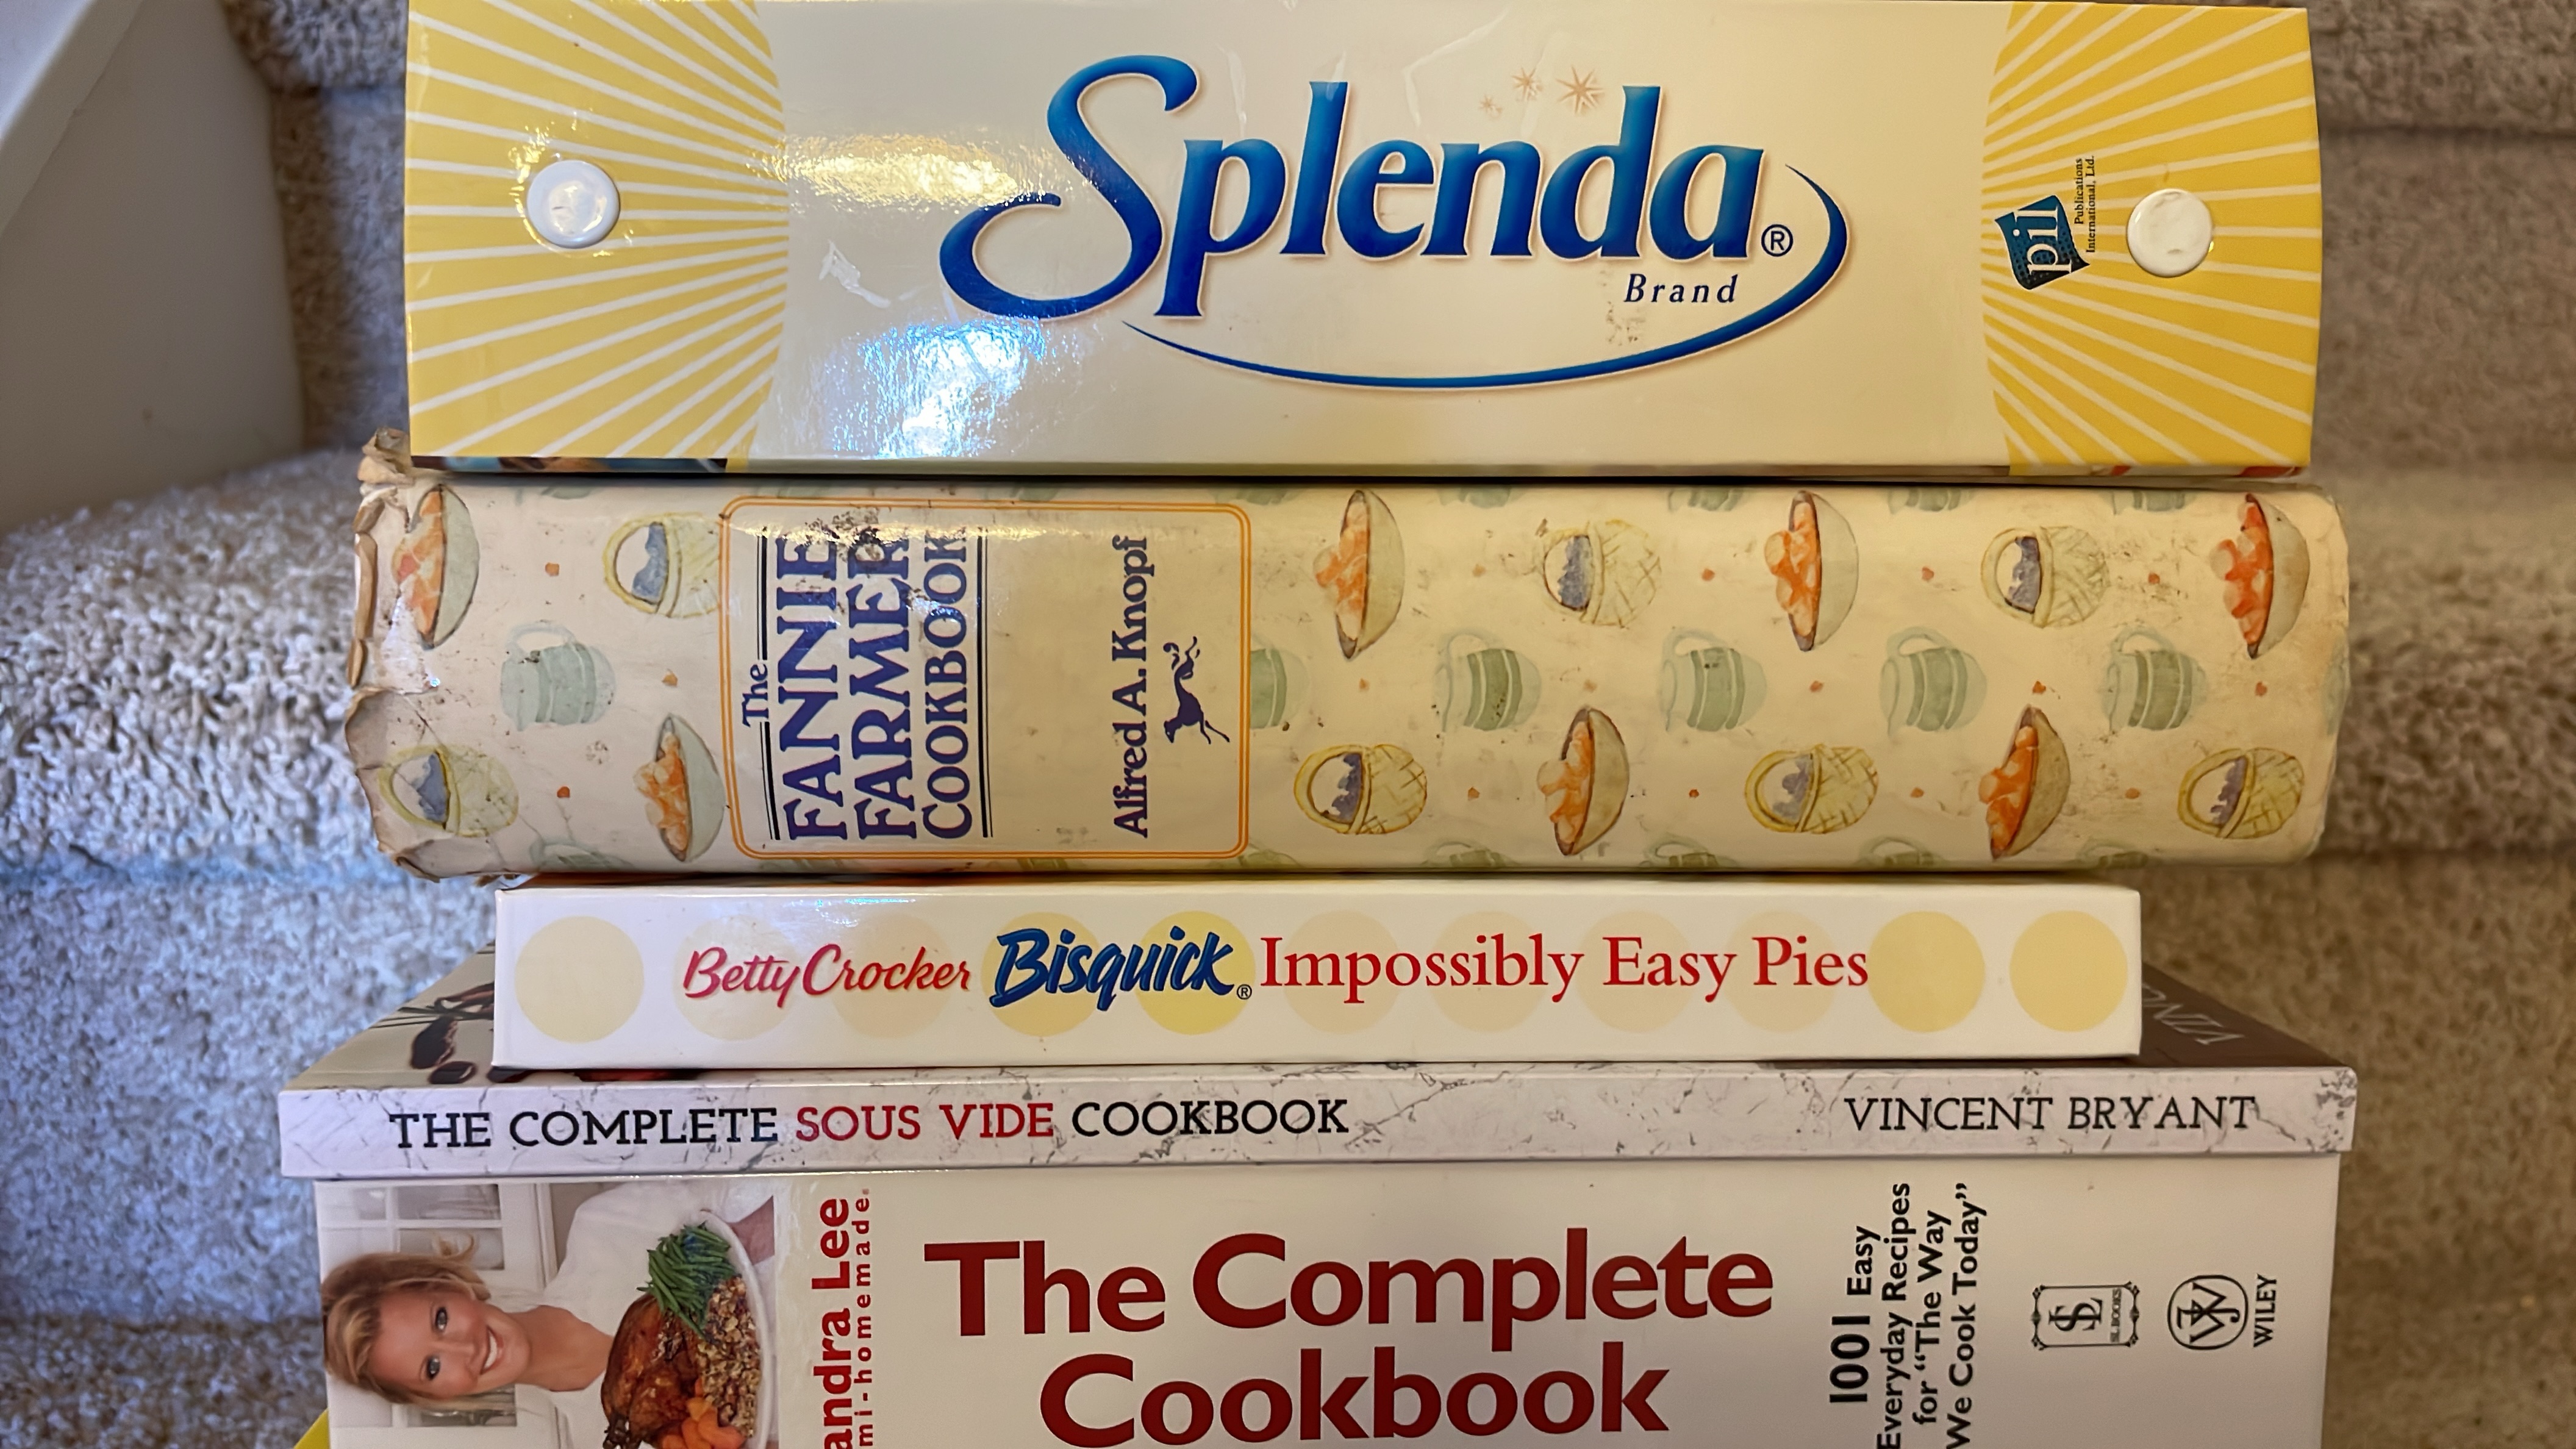 Splenda®
Brand
pil
Publications
International, Ltd.
The
FANNIE
FARMER
COOKBOOK
Alfred A. Knopf
Betty Crocker Bisquick® Impossibly Easy Pies
VINC
THE COMPLETE SOUS VIDE COOKBOOK
VINCENT BRYANT
andra Lee
mi-homemade®
The Complete
Cookbook
1001 Easy
Everyday Recipes
for “The Way
We Cook Today”
SL
SL BOOKS
WILEY